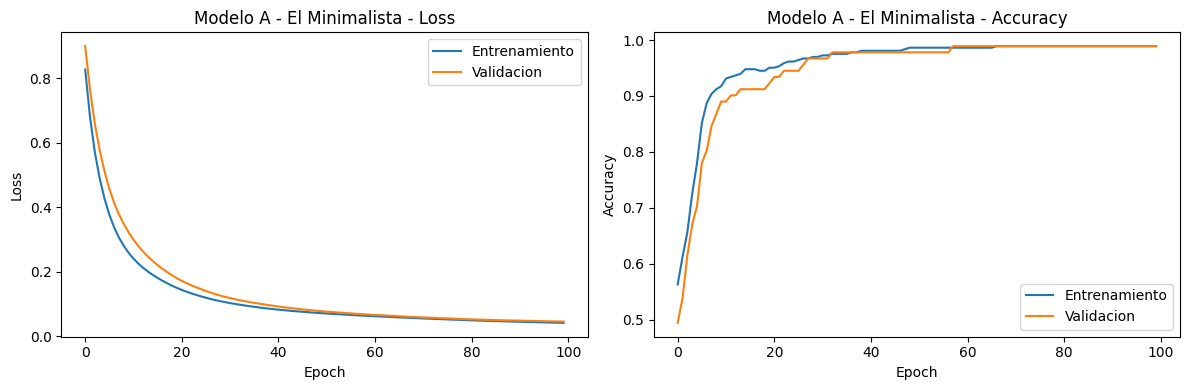 Modelo A - El Minimalista - Loss
Entrenamiento
Validacion
0.8
0.6
0.4
0.2
0.0
Loss
0
20
40
60
80
100
Epoch
Modelo A - El Minimalista - Accuracy
1.0
0.9
0.8
0.7
0.6
0.5
Accuracy
Entrenamiento
Validacion
0
20
40
60
80
100
Epoch